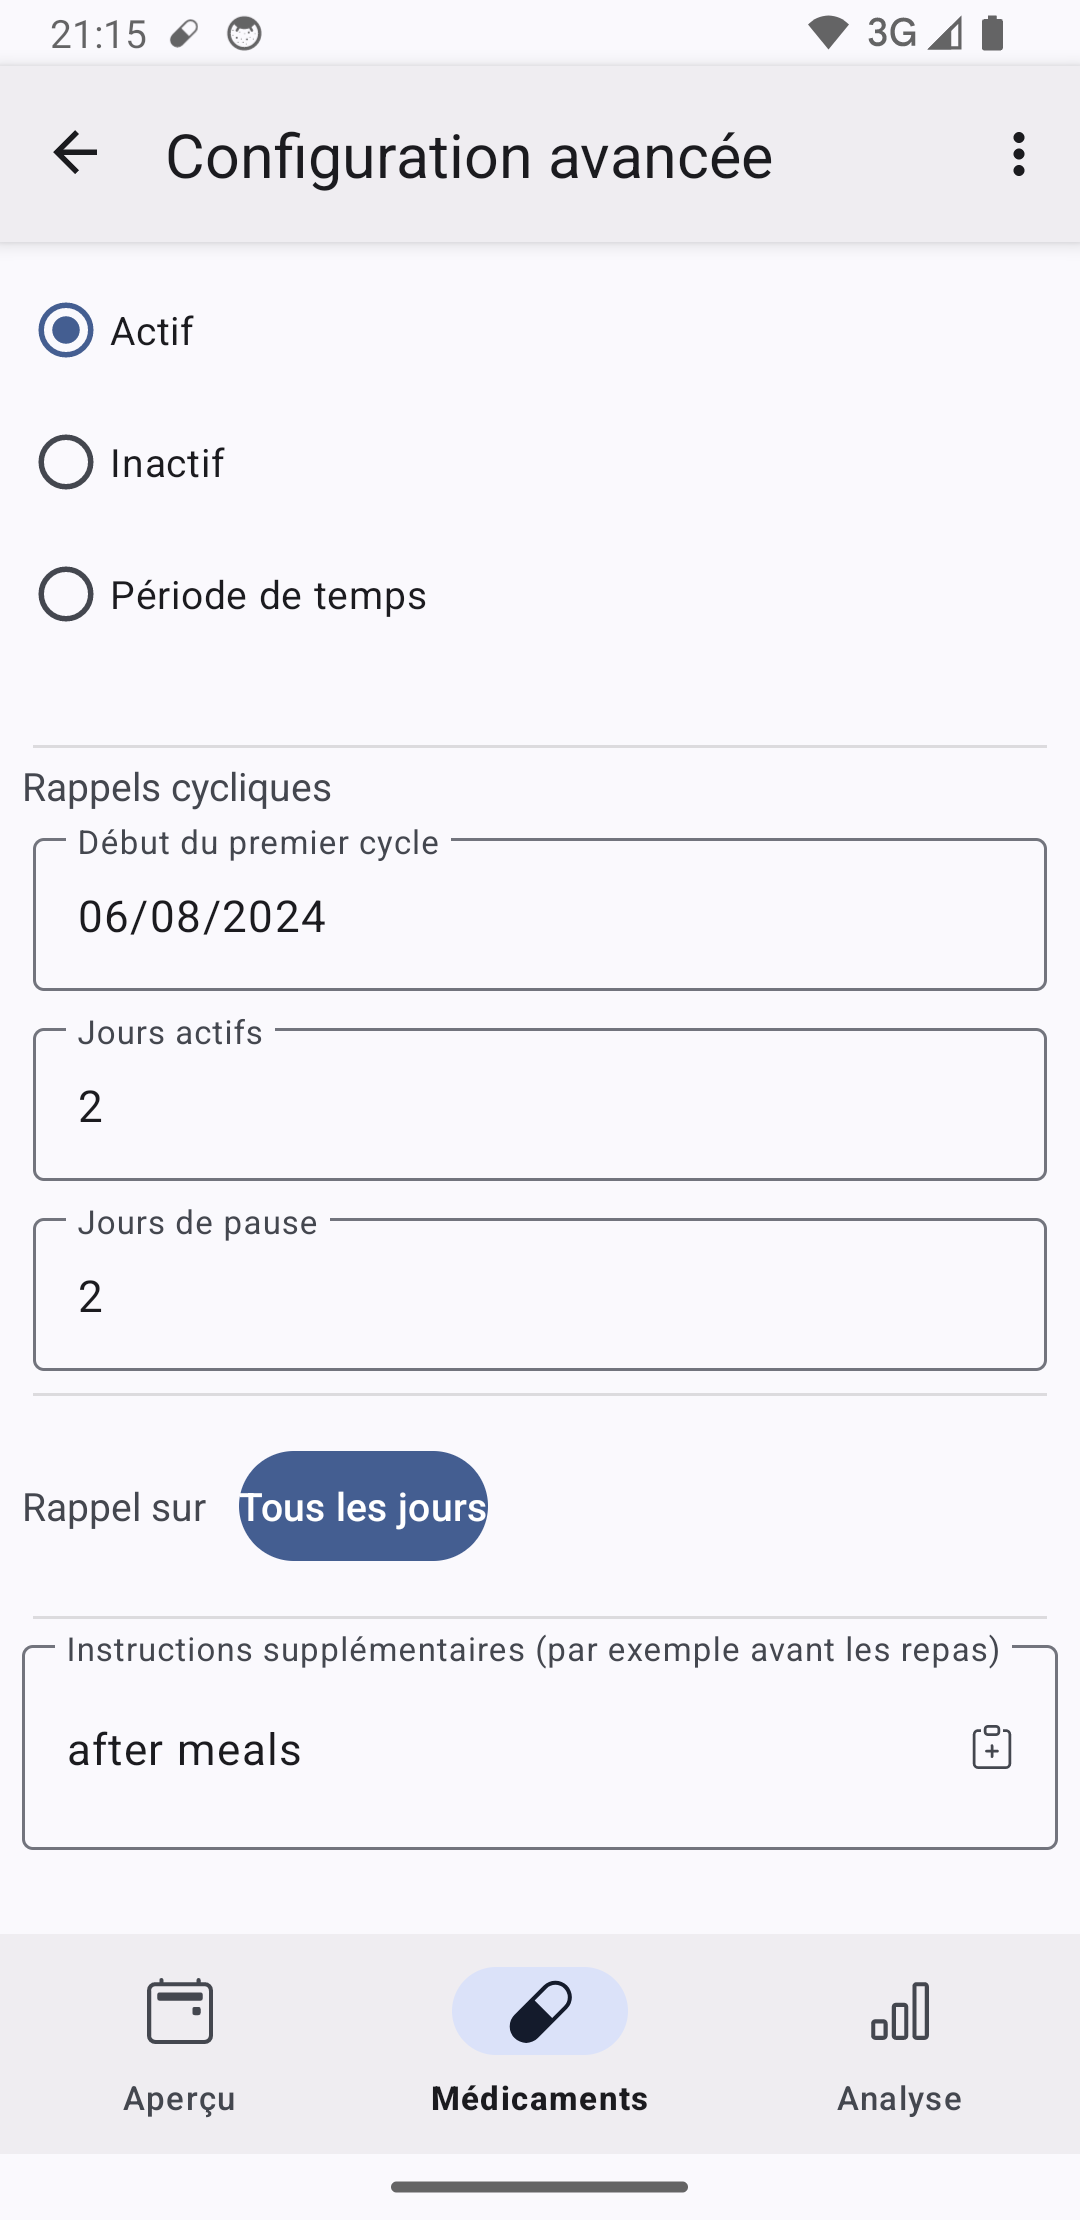 21:15
3G
Configuration avancée
Actif
Inactif
Période de temps
Rappels cycliques
Début du premier cycle
06/08/2024
Jours actifs
2
Jours de pause
2
Rappel sur Tous les jours
Instructions supplémentaires (par exemple avant les repas)
after meals
Aperçu Médicaments Analyse